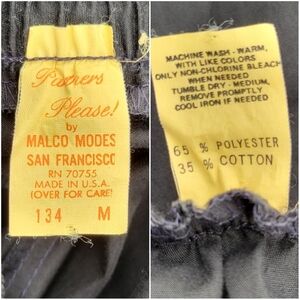 Partners
Please!
by
MALCO MODES
SAN FRANCISCO
RN 70755
MADE IN U.S.A.
(OVER FOR CARE)
134 M
MACHINE WASH - WARM,
WITH LIKE COLORS
ONLY NON-CHLORINE BLEACH
WHEN NEEDED
TUMBLE DRY - MEDIUM,
REMOVE PROMPTLY
COOL IRON IF NEEDED
65 % POLYESTER
35 % COTTON